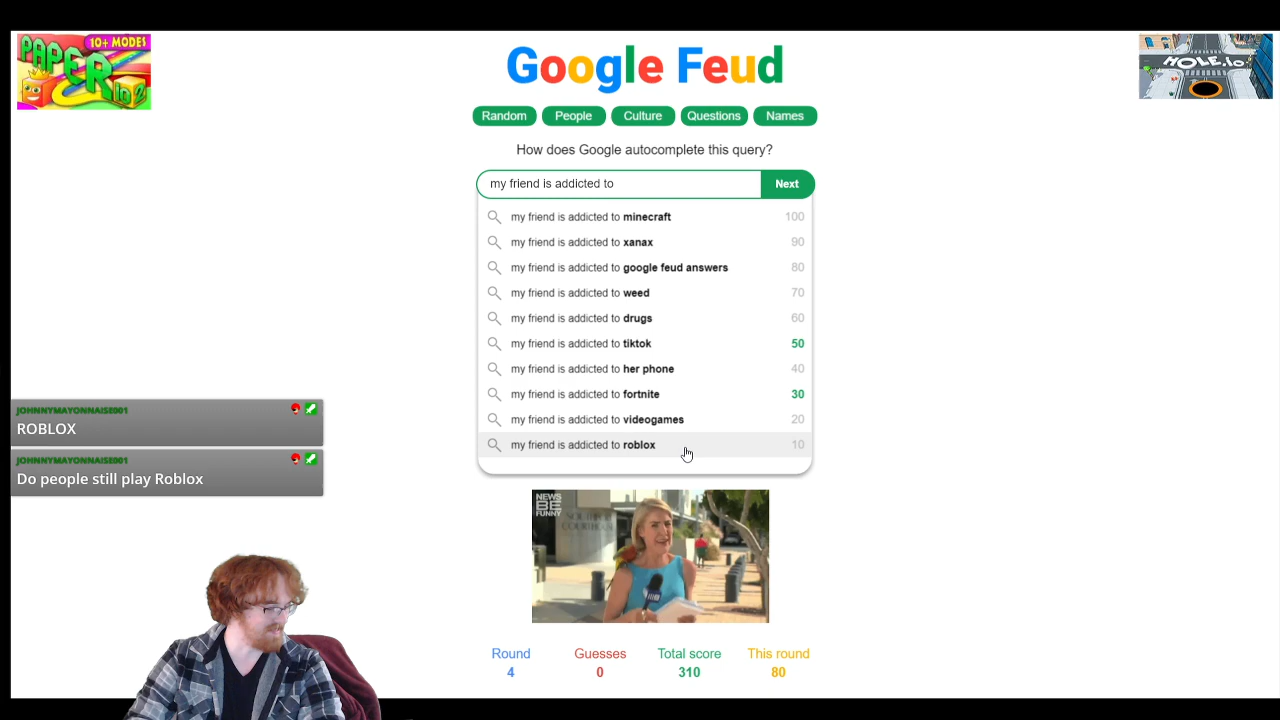 PAPER io 2
10+ MODES
HOLE.io
Google Feud
Random People Culture Questions Names
How does Google autocomplete this query?
my friend is addicted to Next
my friend is addicted to minecraft 100
my friend is addicted to xanax 90
my friend is addicted to google feud answers 80
my friend is addicted to weed 70
my friend is addicted to drugs 60
my friend is addicted to tiktok 50
my friend is addicted to her phone 40
my friend is addicted to fortnite 30
my friend is addicted to videogames 20
my friend is addicted to roblox 10
JOHNNYMAYONNAISE001
ROBLOX
JOHNNYMAYONNAISE001
Do people still play Roblox
NEWS
BE
FUNNY
SOUTHPORT
COURTHOUSE
Round Guesses Total score This round
4 0 310 80